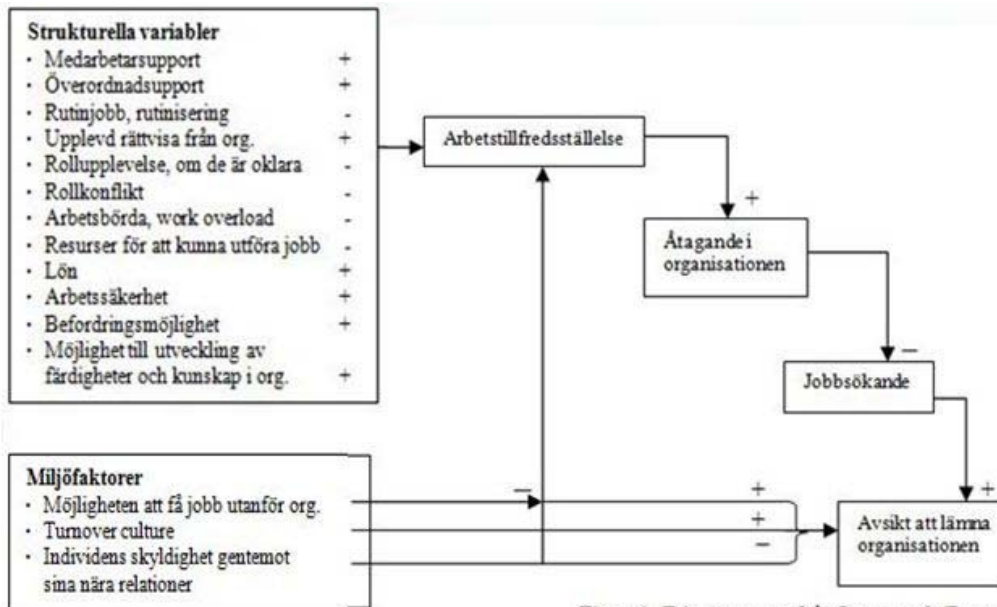 Strukturella variabler
· Medarbetarsupport +
· Överordnadsupport +
· Rutinjobb, rutinisering -
· Upplevd rättvisa från org. +
· Rollupplevelse, om de är oklara -
· Rollkonflikt -
· Arbetsbörda, work overload -
· Resurser för att kunna utföra jobb -
· Lön +
· Arbetssäkerhet +
· Befordringsmöjlighet +
· Möjlighet till utveckling av
färdigheter och kunskap i org. +
Arbetstillfredsställelse
+
Åtagande i
organisationen
–
Jobbsökande
+
Avsikt att lämna
organisationen
Miljöfaktorer
· Möjligheten att få jobb utanför org. – +
· Turnover culture +
· Individens skyldighet gentemot –
sina nära relationer